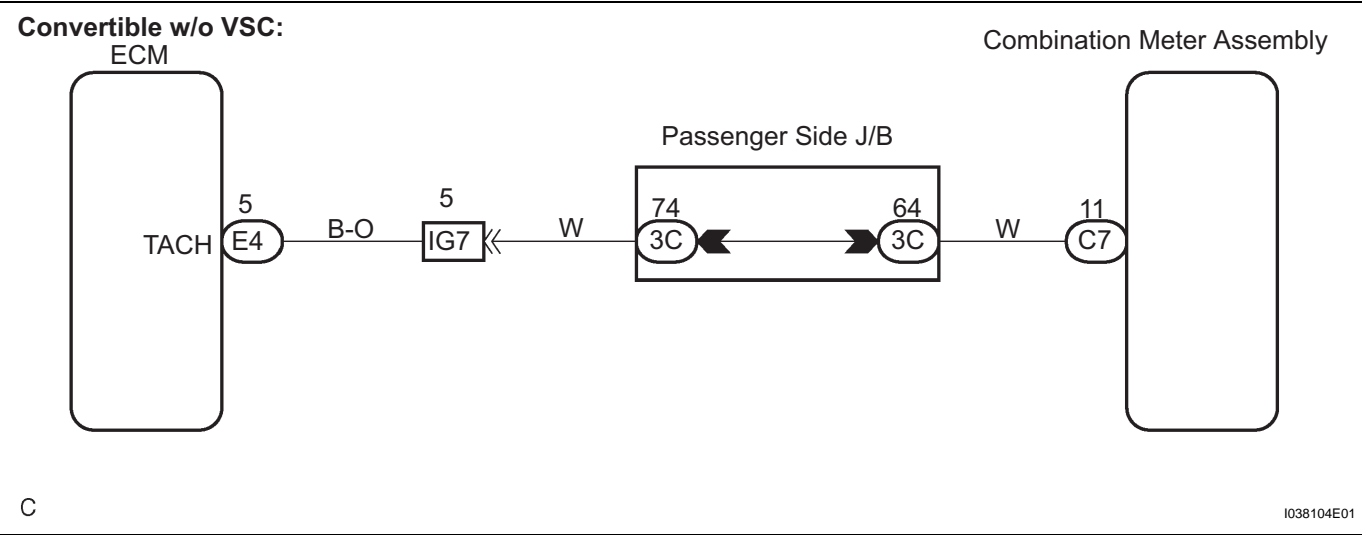 Convertible w/o VSC:
ECM
Combination Meter Assembly
Passenger Side J/B
5
5
74
64
11
TACH
E4
B-O
IG7
W
3C
3C
W
C7
C
I038104E01